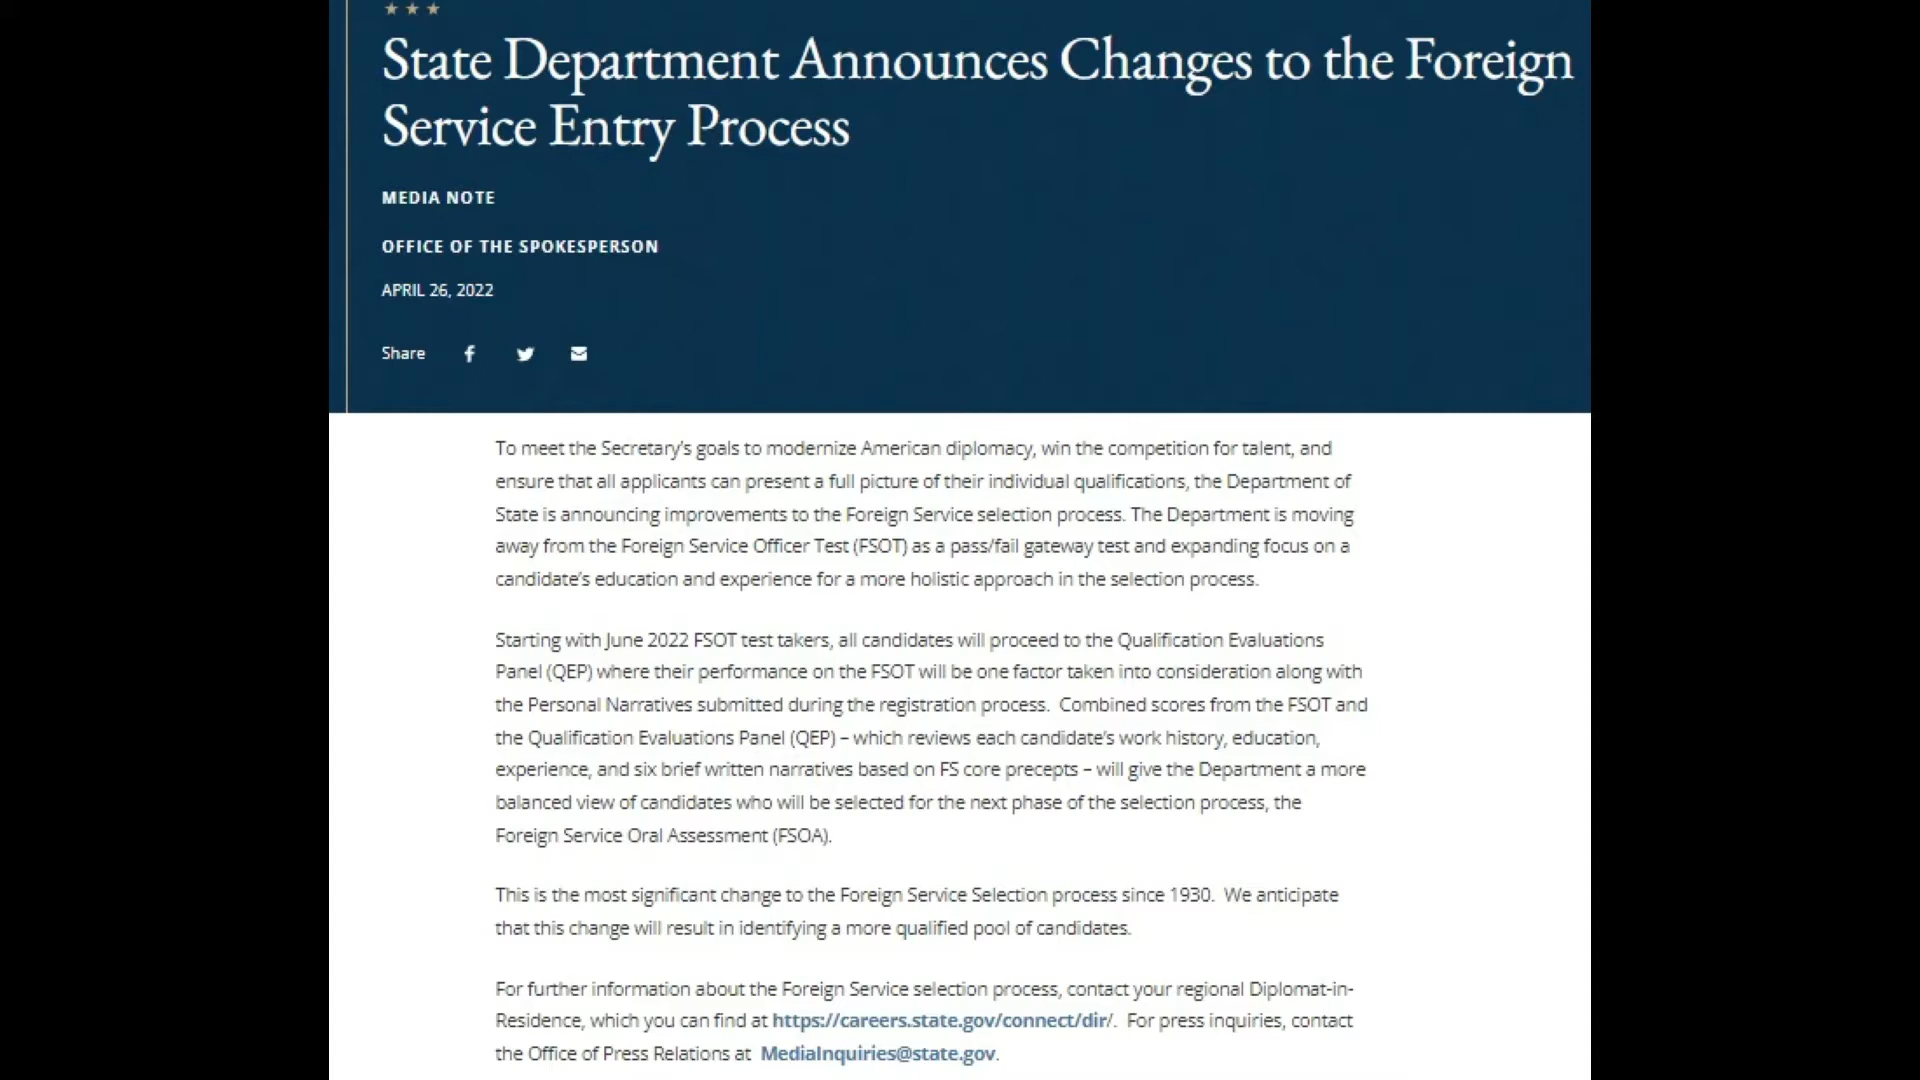 State Department Announces Changes to the Foreign
Service Entry Process
MEDIA NOTE
OFFICE OF THE SPOKESPERSON
APRIL 26, 2022
Share
To meet the Secretary's goals to modernize American diplomacy, win the competition for talent, and
ensure that all applicants can present a full picture of their individual qualifications, the Department of
State is announcing improvements to the Foreign Service selection process. The Department is moving
away from the Foreign Service Officer Test (FSOT) as a pass/fail gateway test and expanding focus on a
candidate's education and experience for a more holistic approach in the selection process.
Starting with June 2022 FSOT test takers, all candidates will proceed to the Qualification Evaluations
Panel (QEP) where their performance on the FSOT will be one factor taken into consideration along with
the Personal Narratives submitted during the registration process. Combined scores from the FSOT and
the Qualification Evaluations Panel (QEP) – which reviews each candidate's work history, education,
experience, and six brief written narratives based on FS core precepts – will give the Department a more
balanced view of candidates who will be selected for the next phase of the selection process, the
Foreign Service Oral Assessment (FSOA).
This is the most significant change to the Foreign Service Selection process since 1930. We anticipate
that this change will result in identifying a more qualified pool of candidates.
For further information about the Foreign Service selection process, contact your regional Diplomat-in-
Residence, which you can find at https://careers.state.gov/connect/dir/. For press inquiries, contact
the Office of Press Relations at MediaInquiries@state.gov.